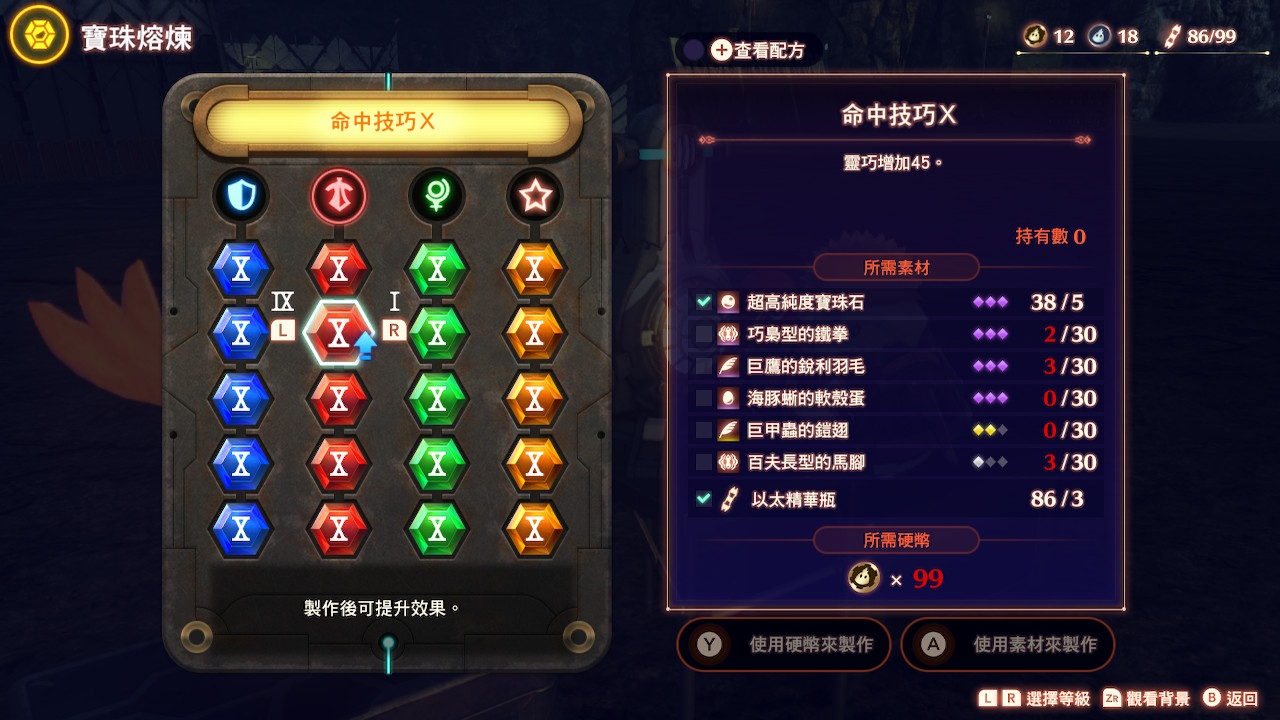 寶珠熔煉
12 18 86/99
+查看配方
命中技巧X
X X X X
IX I
L R
X X X X
X X X X
X X X X
X X X X
製作後可提升效果。
命中技巧X
靈巧增加45。
持有數 0
所需素材
超高純度寶珠石 38/5
巧梟型的鐵拳 2/30
巨鷹的銳利羽毛 3/30
海豚蜥的軟殼蛋 0/30
巨甲蟲的鎧翅 0/30
百夫長型的馬腳 3/30
以太精華瓶 86/3
所需硬幣
× 99
Y 使用硬幣來製作 A 使用素材來製作
L R 選擇等級 ZR 觀看背景 B 返回